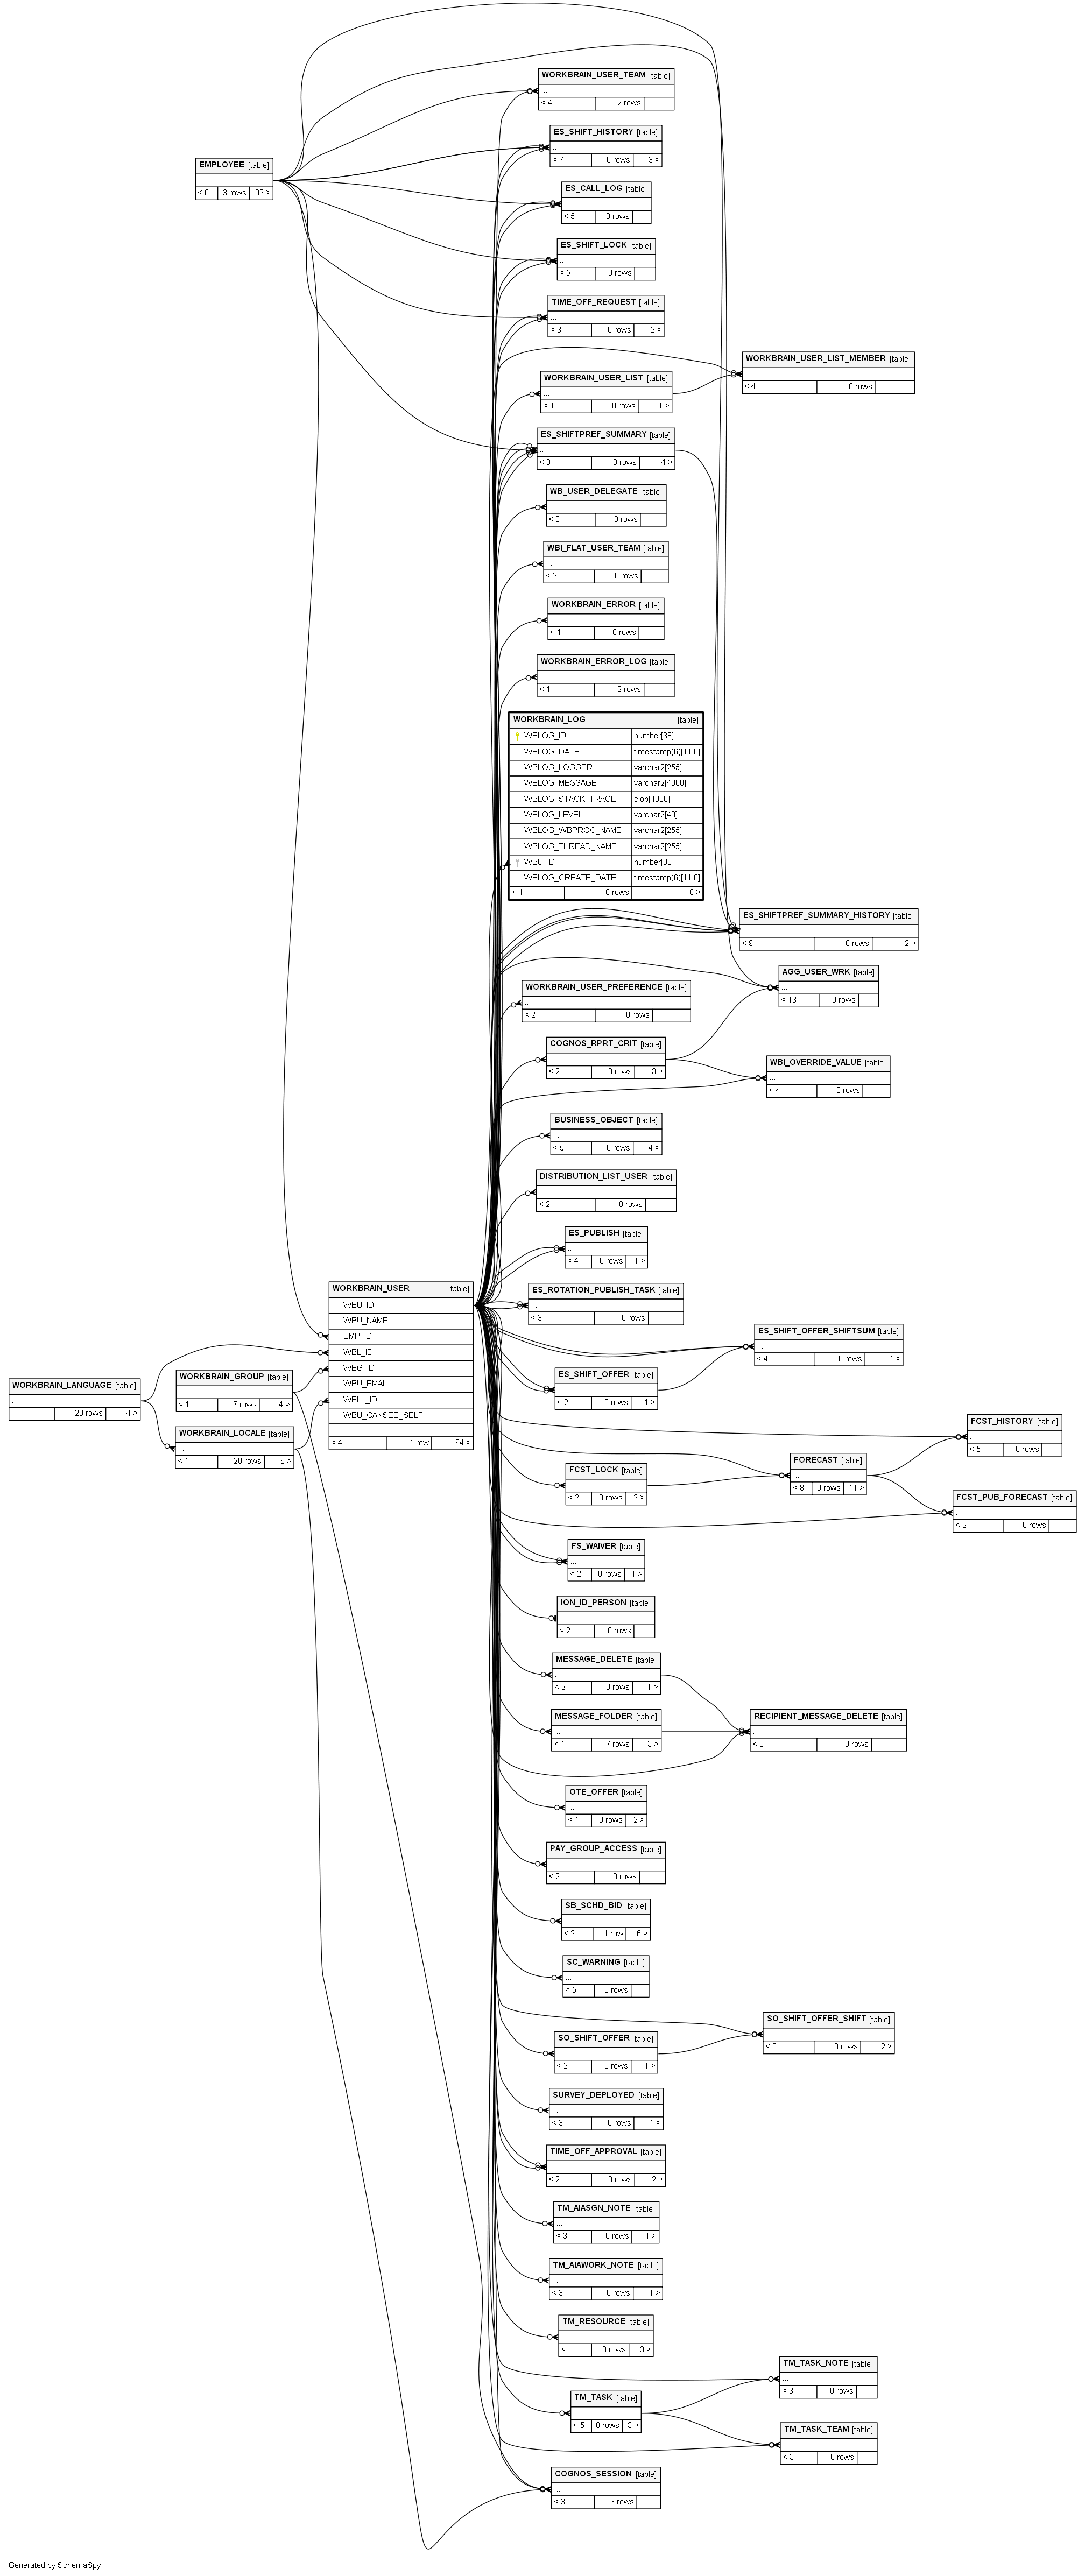 WORKBRAIN_USER_TEAM [table]
...
< 4 2 rows
ES_SHIFT_HISTORY [table]
...
< 7 0 rows 3 >
EMPLOYEE [table]
...
< 6 3 rows 99 >
ES_CALL_LOG [table]
...
< 5 0 rows
ES_SHIFT_LOCK [table]
...
< 5 0 rows
TIME_OFF_REQUEST [table]
...
< 3 0 rows 2 >
WORKBRAIN_USER_LIST_MEMBER [table]
...
< 4 0 rows
WORKBRAIN_USER_LIST [table]
...
< 1 0 rows 1 >
ES_SHIFTPREF_SUMMARY [table]
...
< 8 0 rows 4 >
WB_USER_DELEGATE [table]
...
< 3 0 rows
WBI_FLAT_USER_TEAM [table]
...
< 2 0 rows
WORKBRAIN_ERROR [table]
...
< 1 0 rows
WORKBRAIN_ERROR_LOG [table]
...
< 1 2 rows
WORKBRAIN_LOG [table]
WBLOG_ID number[38]
WBLOG_DATE timestamp(6)[11,6]
WBLOG_LOGGER varchar2[255]
WBLOG_MESSAGE varchar2[4000]
WBLOG_STACK_TRACE clob[4000]
WBLOG_LEVEL varchar2[40]
WBLOG_WBPROC_NAME varchar2[255]
WBLOG_THREAD_NAME varchar2[255]
WBU_ID number[38]
WBLOG_CREATE_DATE timestamp(6)[11,6]
< 1 0 rows 0 >
ES_SHIFTPREF_SUMMARY_HISTORY [table]
...
< 9 0 rows 2 >
AGG_USER_WRK [table]
...
< 13 0 rows
WORKBRAIN_USER_PREFERENCE [table]
...
< 2 0 rows
COGNOS_RPRT_CRIT [table]
...
< 2 0 rows 3 >
WBI_OVERRIDE_VALUE [table]
...
< 4 0 rows
BUSINESS_OBJECT [table]
...
< 5 0 rows 4 >
DISTRIBUTION_LIST_USER [table]
...
< 2 0 rows
ES_PUBLISH [table]
...
< 4 0 rows 1 >
ES_ROTATION_PUBLISH_TASK [table]
...
< 3 0 rows
WORKBRAIN_USER [table]
WBU_ID
WBU_NAME
EMP_ID
WBL_ID
WBG_ID
WBU_EMAIL
WBLL_ID
WBU_CANSEE_SELF
...
< 4 1 row 64 >
ES_SHIFT_OFFER_SHIFTSUM [table]
...
< 4 0 rows 1 >
ES_SHIFT_OFFER [table]
...
< 2 0 rows 1 >
WORKBRAIN_LANGUAGE [table]
...
20 rows 4 >
WORKBRAIN_GROUP [table]
...
< 1 7 rows 14 >
WORKBRAIN_LOCALE [table]
...
< 1 20 rows 6 >
FCST_HISTORY [table]
...
< 5 0 rows
FORECAST [table]
...
< 8 0 rows 11 >
FCST_LOCK [table]
...
< 2 0 rows 2 >
FCST_PUB_FORECAST [table]
...
< 2 0 rows
FS_WAIVER [table]
...
< 2 0 rows 1 >
ION_ID_PERSON [table]
...
< 2 0 rows
MESSAGE_DELETE [table]
...
< 2 0 rows 1 >
MESSAGE_FOLDER [table]
...
< 1 7 rows 3 >
RECIPIENT_MESSAGE_DELETE [table]
...
< 3 0 rows
OTE_OFFER [table]
...
< 1 0 rows 2 >
PAY_GROUP_ACCESS [table]
...
< 2 0 rows
SB_SCHD_BID [table]
...
< 2 1 row 6 >
SC_WARNING [table]
...
< 5 0 rows
SO_SHIFT_OFFER_SHIFT [table]
...
< 3 0 rows 2 >
SO_SHIFT_OFFER [table]
...
< 2 0 rows 1 >
SURVEY_DEPLOYED [table]
...
< 3 0 rows 1 >
TIME_OFF_APPROVAL [table]
...
< 2 0 rows 2 >
TM_AIASGN_NOTE [table]
...
< 3 0 rows 1 >
TM_AIAWORK_NOTE [table]
...
< 3 0 rows 1 >
TM_RESOURCE [table]
...
< 1 0 rows 3 >
TM_TASK_NOTE [table]
...
< 3 0 rows
TM_TASK [table]
...
< 5 0 rows 3 >
TM_TASK_TEAM [table]
...
< 3 0 rows
COGNOS_SESSION [table]
...
< 3 3 rows
Generated by SchemaSpy